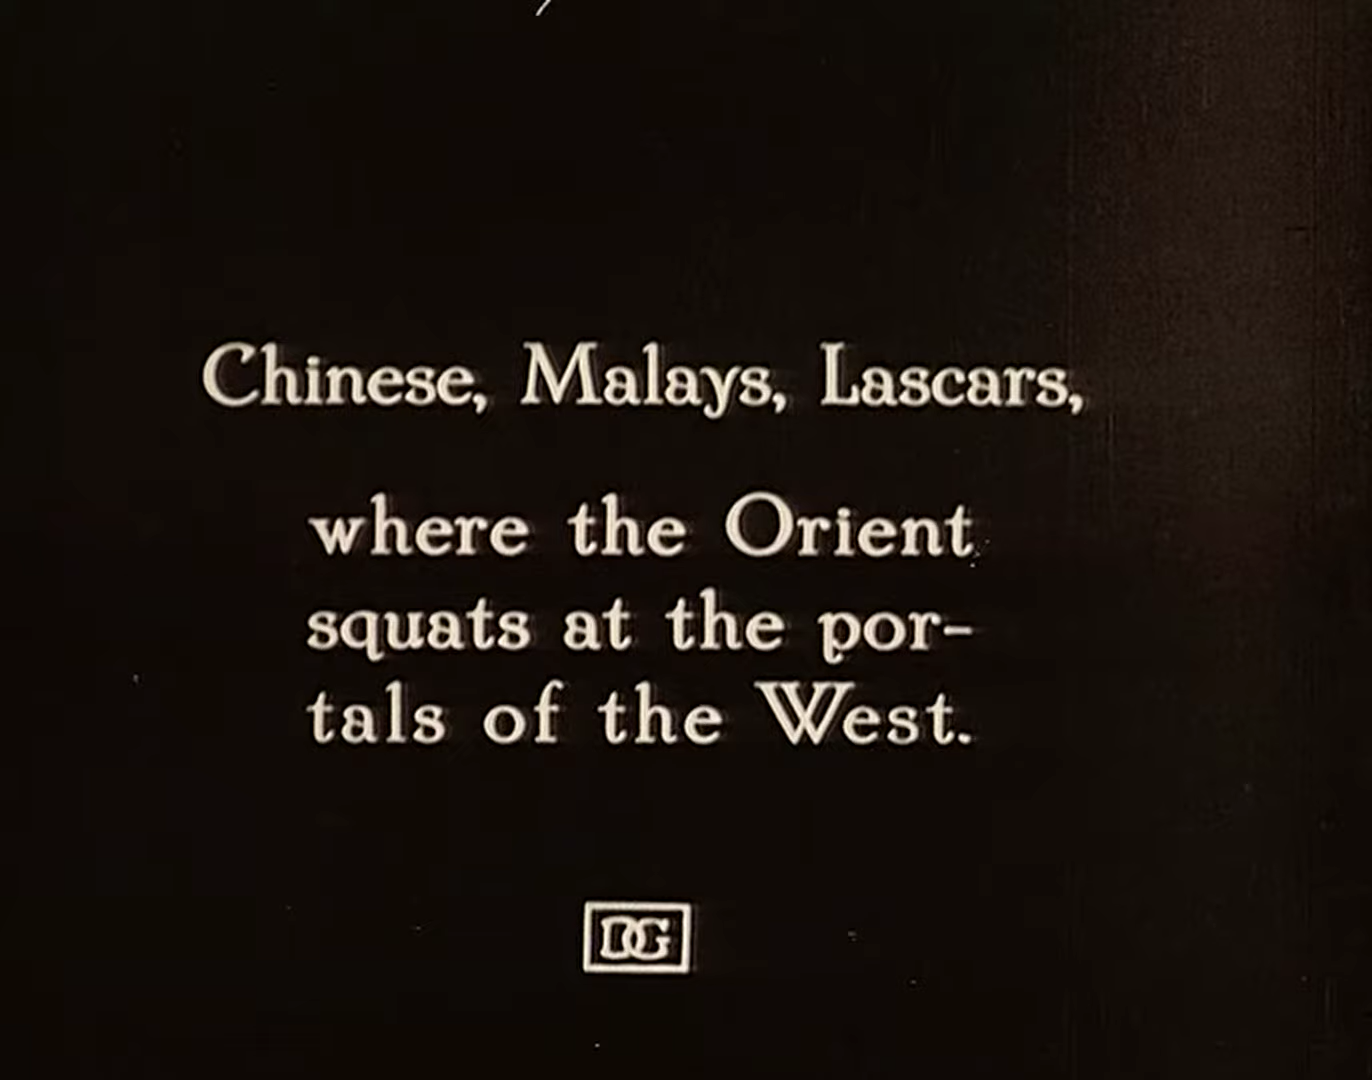 Chinese, Malays, Lascars,
where the Orient
squats at the por-
tals of the West.
DG